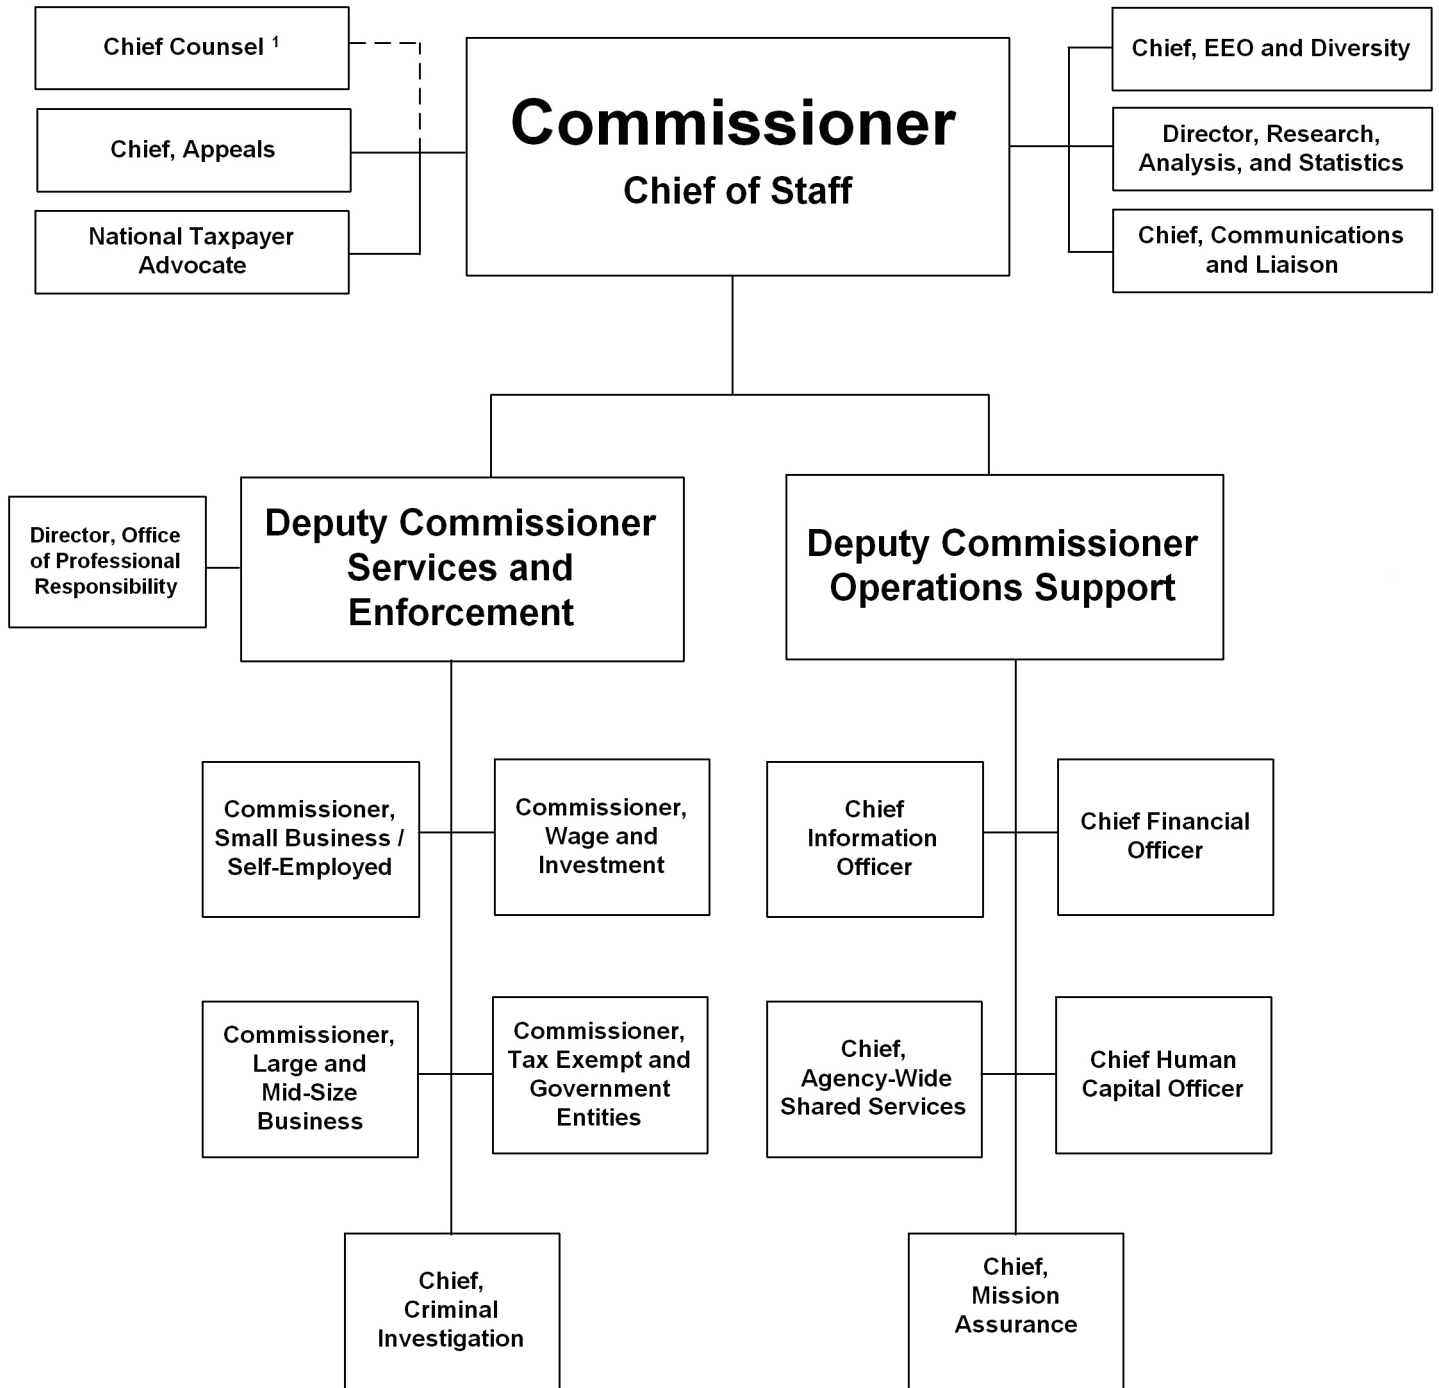 Chief Counsel ¹
Chief, Appeals
National Taxpayer
Advocate
Commissioner
Chief of Staff
Chief, EEO and Diversity
Director, Research,
Analysis, and Statistics
Chief, Communications
and Liaison
Director, Office
of Professional
Responsibility
Deputy Commissioner
Services and
Enforcement
Deputy Commissioner
Operations Support
Commissioner,
Small Business /
Self-Employed
Commissioner,
Wage and
Investment
Chief
Information
Officer
Chief Financial
Officer
Commissioner,
Large and
Mid-Size
Business
Commissioner,
Tax Exempt and
Government
Entities
Chief,
Agency-Wide
Shared Services
Chief Human
Capital Officer
Chief,
Criminal
Investigation
Chief,
Mission
Assurance